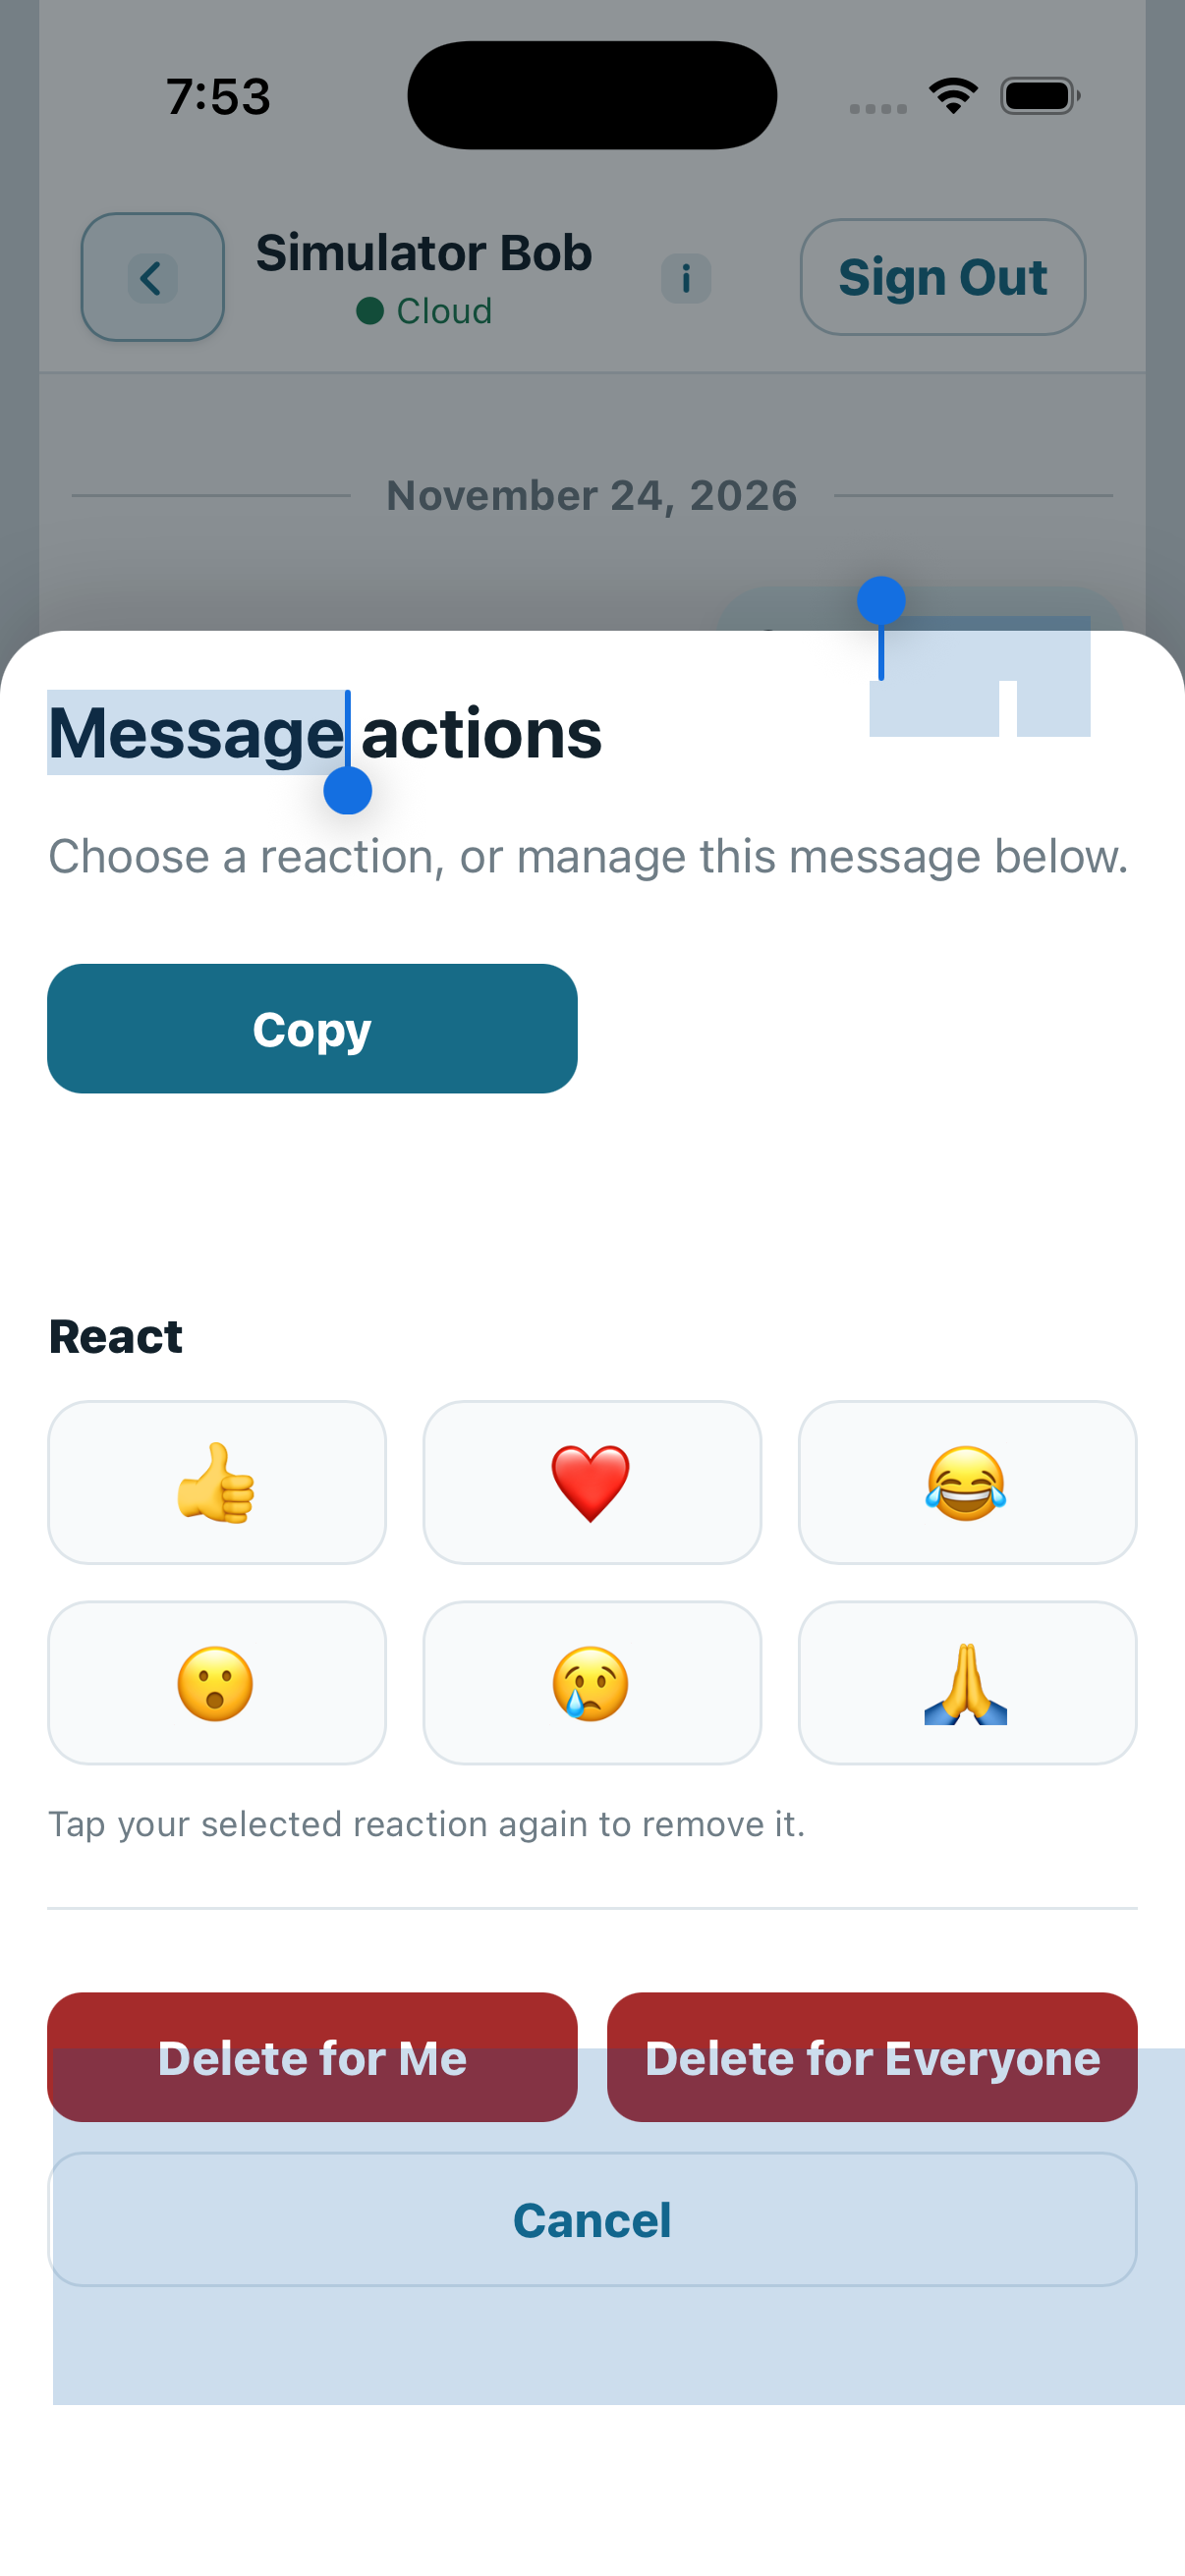 7:53
Simulator Bob
Cloud
Sign Out
November 24, 2026
Message actions
Choose a reaction, or manage this message below.
Copy
React
Tap your selected reaction again to remove it.
Delete for Me
Delete for Everyone
Cancel